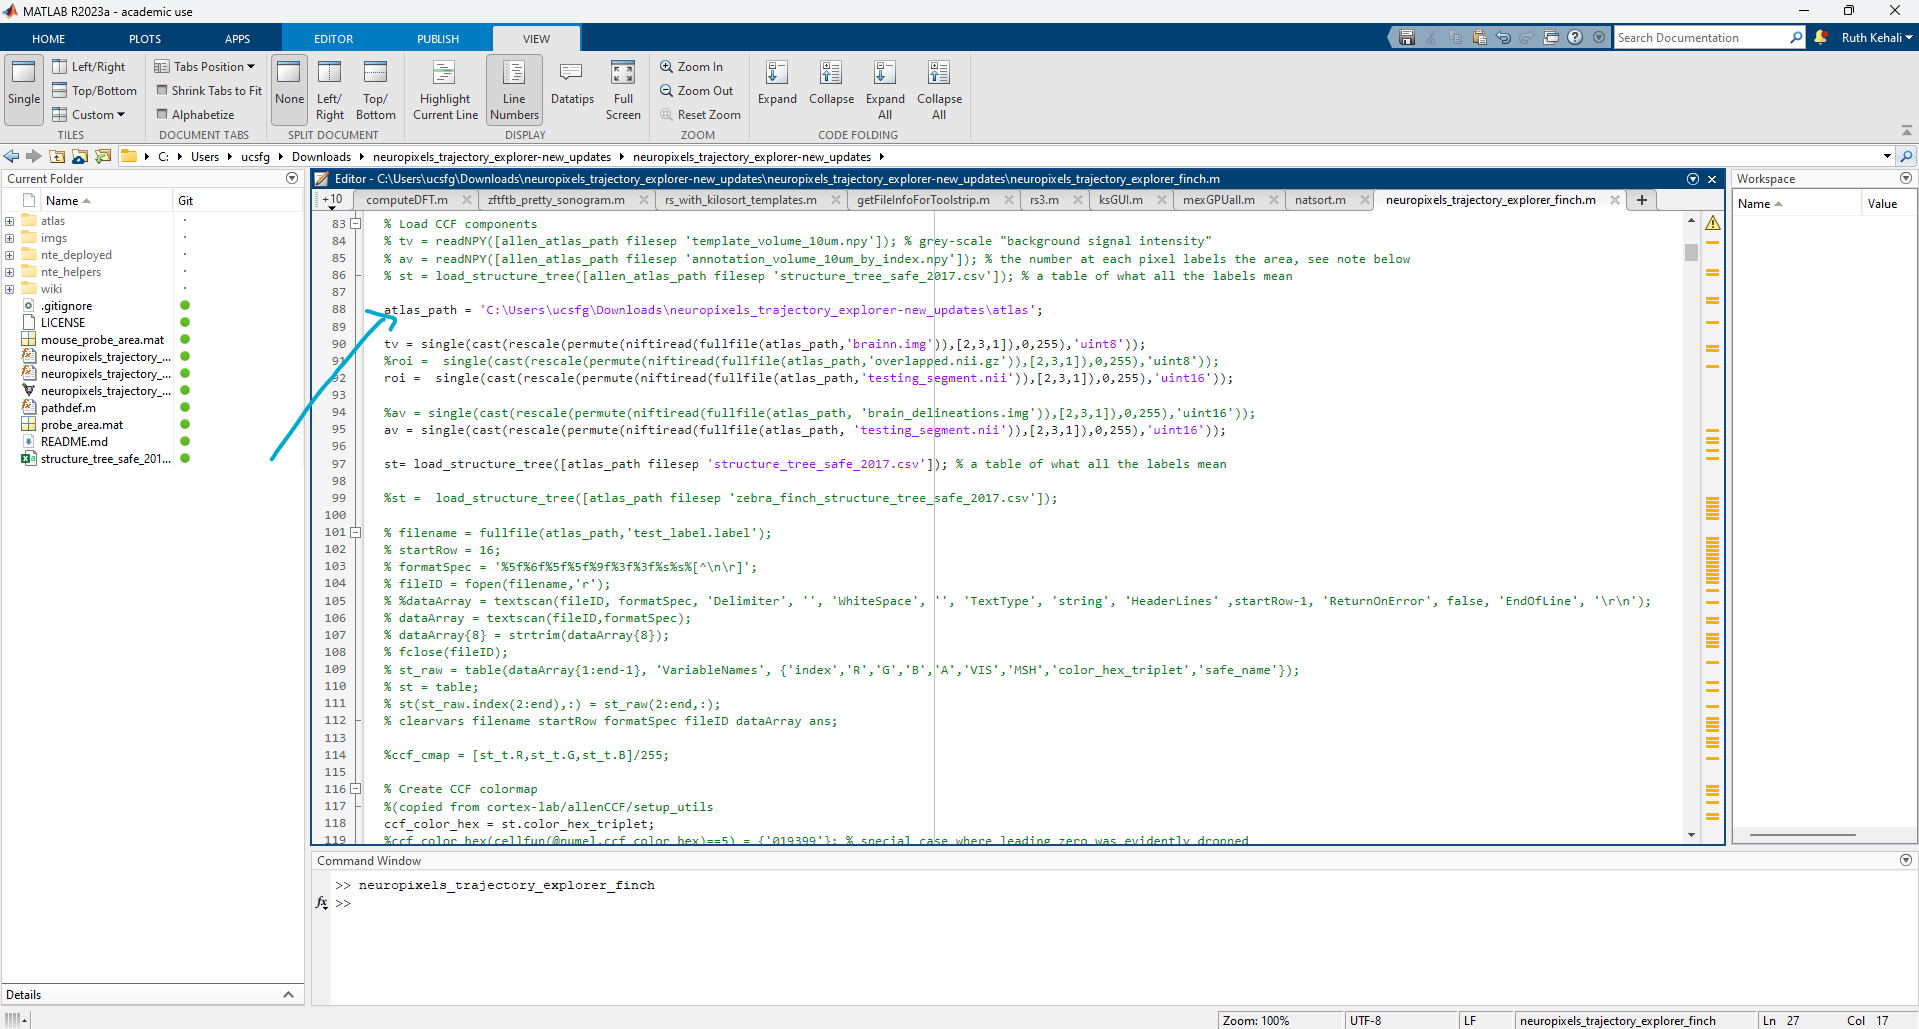 MATLAB R2023a - academic use
HOME PLOTS APPS EDITOR PUBLISH VIEW Search Documentation Ruth Kehali
Single Left/Right Top/Bottom Custom
TILES
Tabs Position Shrink Tabs to Fit Alphabetize
DOCUMENT TABS
None Left/ Right Top/ Bottom
SPLIT DOCUMENT
Highlight Current Line Line Numbers Datatips Full Screen
DISPLAY
Zoom In Zoom Out Reset Zoom
ZOOM
Expand Collapse Expand All Collapse All
CODE FOLDING
C: Users ucsfg Downloads neuropixels_trajectory_explorer-new_updates neuropixels_trajectory_explorer-new_updates
Current Folder
Name Git
atlas
imgs
nte_deployed
nte_helpers
wiki
.gitignore
LICENSE
mouse_probe_area.mat
neuropixels_trajectory_...
neuropixels_trajectory_...
neuropixels_trajectory_...
pathdef.m
probe_area.mat
README.md
structure_tree_safe_201...
Details
Editor - C:\Users\ucsfg\Downloads\neuropixels_trajectory_explorer-new_updates\neuropixels_trajectory_explorer-new_updates\neuropixels_trajectory_explorer_finch.m
+10 computeDFT.m zftftb_pretty_sonogram.m rs_with_kilosort_templates.m getFileInfoForToolstrip.m rs3.m ksGUI.m mexGPUall.m natsort.m neuropixels_trajectory_explorer_finch.m
83 % Load CCF components
84 % tv = readNPY([allen_atlas_path filesep 'template_volume_10um.npy']); % grey-scale "background signal intensity"
85 % av = readNPY([allen_atlas_path filesep 'annotation_volume_10um_by_index.npy']); % the number at each pixel labels the area, see note below
86 % st = load_structure_tree([allen_atlas_path filesep 'structure_tree_safe_2017.csv']); % a table of what all the labels mean
87
88 atlas_path = 'C:\Users\ucsfg\Downloads\neuropixels_trajectory_explorer-new_updates\atlas';
89
90 tv = single(cast(rescale(permute(niftiread(fullfile(atlas_path,'brainn.img')),[2,3,1]),0,255),'uint8'));
91 %roi =  single(cast(rescale(permute(niftiread(fullfile(atlas_path,'overlapped.nii.gz')),[2,3,1]),0,255),'uint8'));
92 roi =  single(cast(rescale(permute(niftiread(fullfile(atlas_path,'testing_segment.nii')),[2,3,1]),0,255),'uint16'));
93
94 %av = single(cast(rescale(permute(niftiread(fullfile(atlas_path, 'brain_delineations.img')),[2,3,1]),0,255),'uint16'));
95 av = single(cast(rescale(permute(niftiread(fullfile(atlas_path, 'testing_segment.nii')),[2,3,1]),0,255),'uint16'));
96
97 st= load_structure_tree([atlas_path filesep 'structure_tree_safe_2017.csv']); % a table of what all the labels mean
98
99 %st =  load_structure_tree([atlas_path filesep 'zebra_finch_structure_tree_safe_2017.csv']);
100
101 % filename = fullfile(atlas_path,'test_label.label');
102 % startRow = 16;
103 % formatSpec = '%5f%6f%5f%5f%9f%3f%3f%s%s%[^\n\r]';
104 % fileID = fopen(filename,'r');
105 % %dataArray = textscan(fileID, formatSpec, 'Delimiter', '', 'WhiteSpace', '', 'TextType', 'string', 'HeaderLines' ,startRow-1, 'ReturnOnError', false, 'EndOfLine', '\r\n');
106 % dataArray = textscan(fileID,formatSpec);
107 % dataArray{8} = strtrim(dataArray{8});
108 % fclose(fileID);
109 % st_raw = table(dataArray{1:end-1}, 'VariableNames', {'index','R','G','B','A','VIS','MSH','color_hex_triplet','safe_name'});
110 % st = table;
111 % st(st_raw.index(2:end),:) = st_raw(2:end,:);
112 % clearvars filename startRow formatSpec fileID dataArray ans;
113
114 %ccf_cmap = [st_t.R,st_t.G,st_t.B]/255;
115
116 % Create CCF colormap
117 %(copied from cortex-lab/allenCCF/setup_utils
118 ccf_color_hex = st.color_hex_triplet;
119 %ccf_color_hex(cellfun(@numel,ccf_color_hex)==5) = {'019399'}; % special case where leading zero was evidently dropped
Workspace
Name Value
Command Window
>> neuropixels_trajectory_explorer_finch
fx >>
Zoom: 100% UTF-8 LF neuropixels_trajectory_explorer_finch Ln 27 Col 17